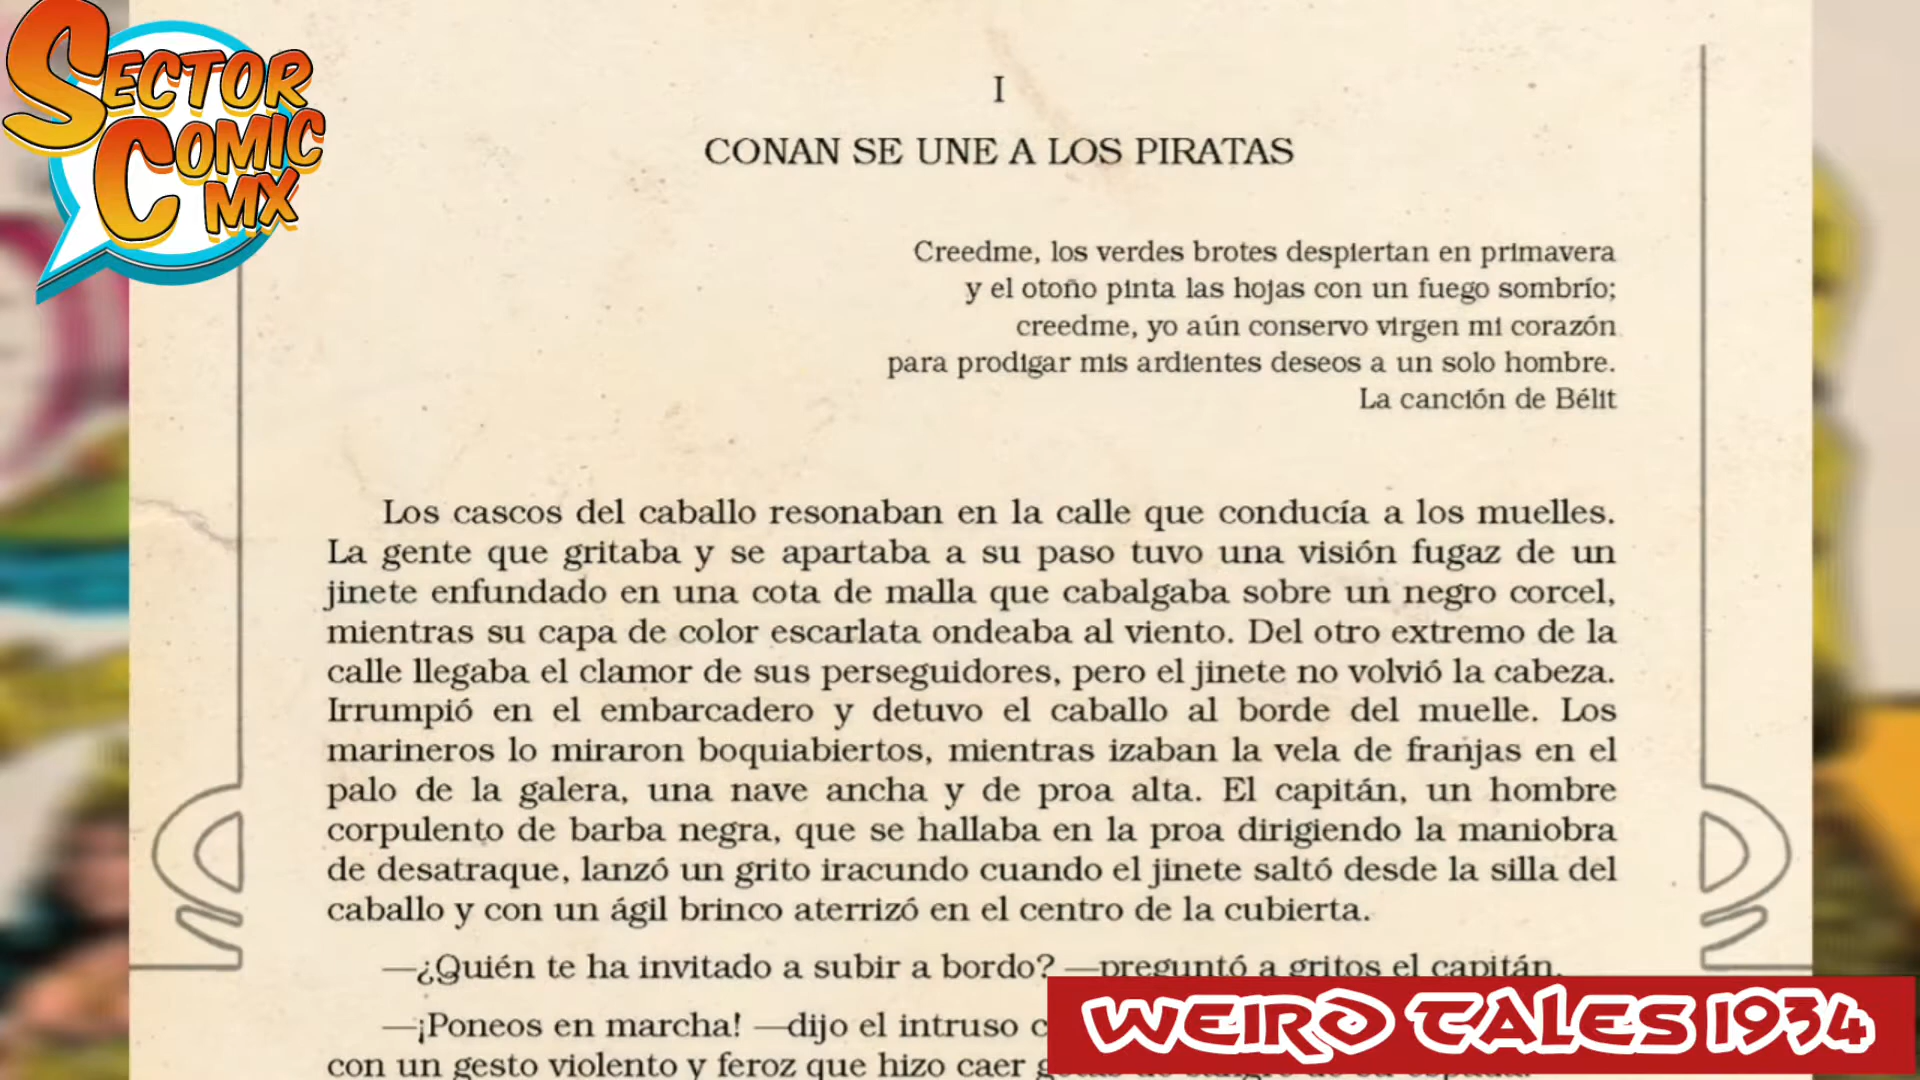 SECTOR
COMIC
MX
I
CONAN SE UNE A LOS PIRATAS
Creedme, los verdes brotes despiertan en primavera
y el otoño pinta las hojas con un fuego sombrío;
creedme, yo aún conservo virgen mi corazón
para prodigar mis ardientes deseos a un solo hombre.
La canción de Bélit
Los cascos del caballo resonaban en la calle que conducía a los muelles.
La gente que gritaba y se apartaba a su paso tuvo una visión fugaz de un
jinete enfundado en una cota de malla que cabalgaba sobre un negro corcel,
mientras su capa de color escarlata ondeaba al viento. Del otro extremo de la
calle llegaba el clamor de sus perseguidores, pero el jinete no volvió la cabeza.
Irrumpió en el embarcadero y detuvo el caballo al borde del muelle. Los
marineros lo miraron boquiabiertos, mientras izaban la vela de franjas en el
palo de la galera, una nave ancha y de proa alta. El capitán, un hombre
corpulento de barba negra, que se hallaba en la proa dirigiendo la maniobra
de desatraque, lanzó un grito iracundo cuando el jinete saltó desde la silla del
caballo y con un ágil brinco aterrizó en el centro de la cubierta.
—¿Quién te ha invitado a subir a bordo? —preguntó a gritos el capitán.
—¡Poneos en marcha! —dijo el intruso
con un gesto violento y feroz que hizo caer
WEIRD TALES 1934